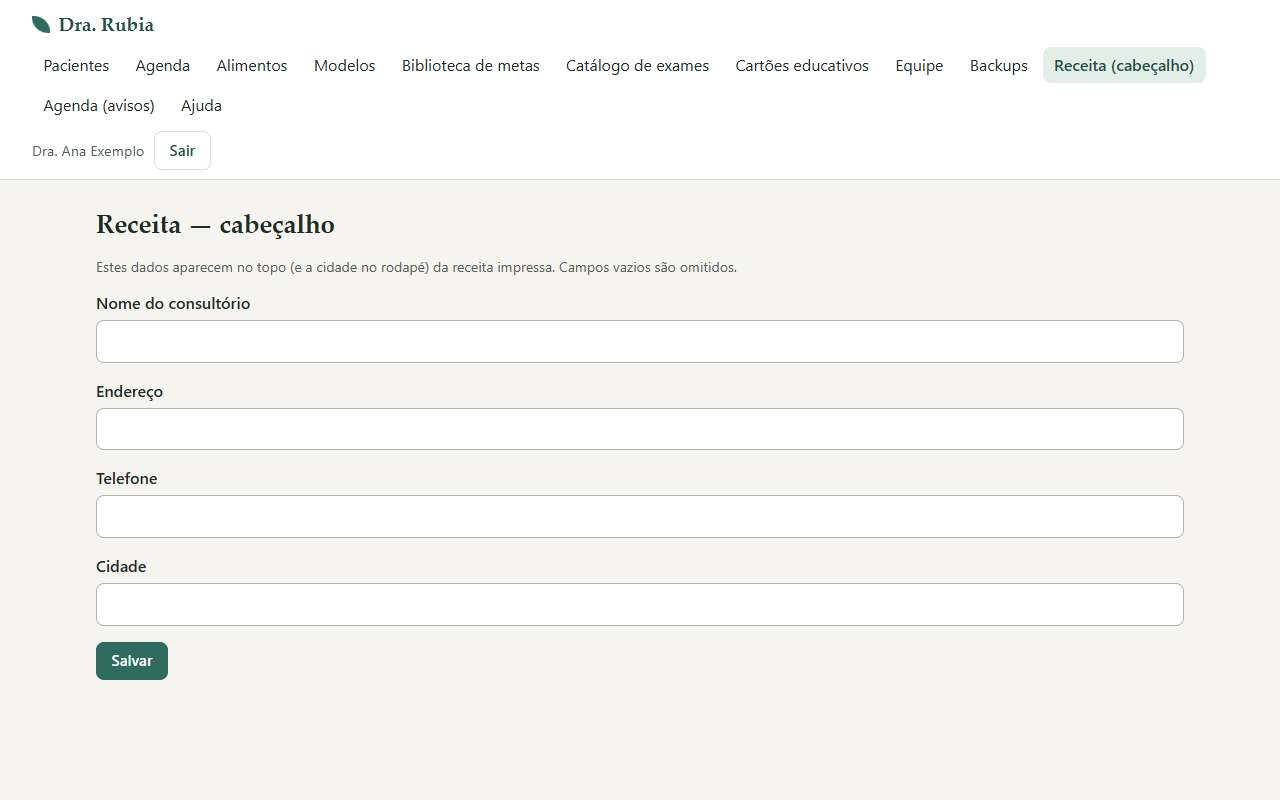 Dra. Rubia
Pacientes Agenda Alimentos Modelos Biblioteca de metas Catálogo de exames Cartões educativos Equipe Backups Receita (cabeçalho)
Agenda (avisos) Ajuda
Dra. Ana Exemplo Sair
Receita — cabeçalho
Estes dados aparecem no topo (e a cidade no rodapé) da receita impressa. Campos vazios são omitidos.
Nome do consultório
Endereço
Telefone
Cidade
Salvar